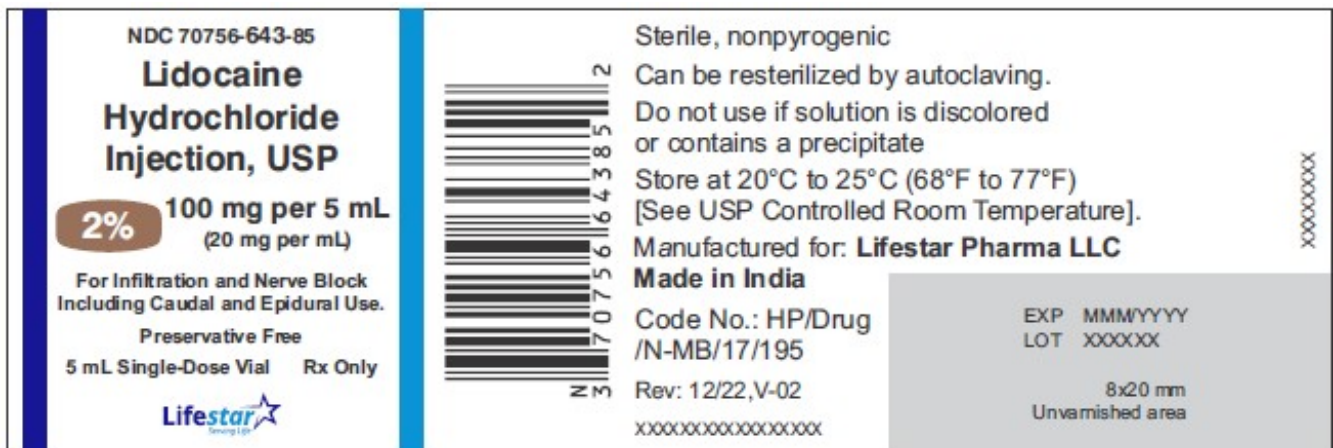 NDC 70756-643-85
Lidocaine
Hydrochloride
Injection, USP
2%
100 mg per 5 mL
(20 mg per mL)
For Infiltration and Nerve Block
Including Caudal and Epidural Use.
Preservative Free
5 mL Single-Dose Vial Rx Only
Lifestar
Serving Life
N 3 70756 64385 2
Sterile, nonpyrogenic
Can be resterilized by autoclaving.
Do not use if solution is discolored
or contains a precipitate
Store at 20°C to 25°C (68°F to 77°F)
[See USP Controlled Room Temperature].
Manufactured for: Lifestar Pharma LLC
Made in India
Code No.: HP/Drug
/N-MB/17/195
Rev: 12/22,V-02
XXXXXXXXXXXXXXXXX
XXXXXXXX
EXP MMM/YYYY
LOT XXXXXX
8x20 mm
Unvarnished area